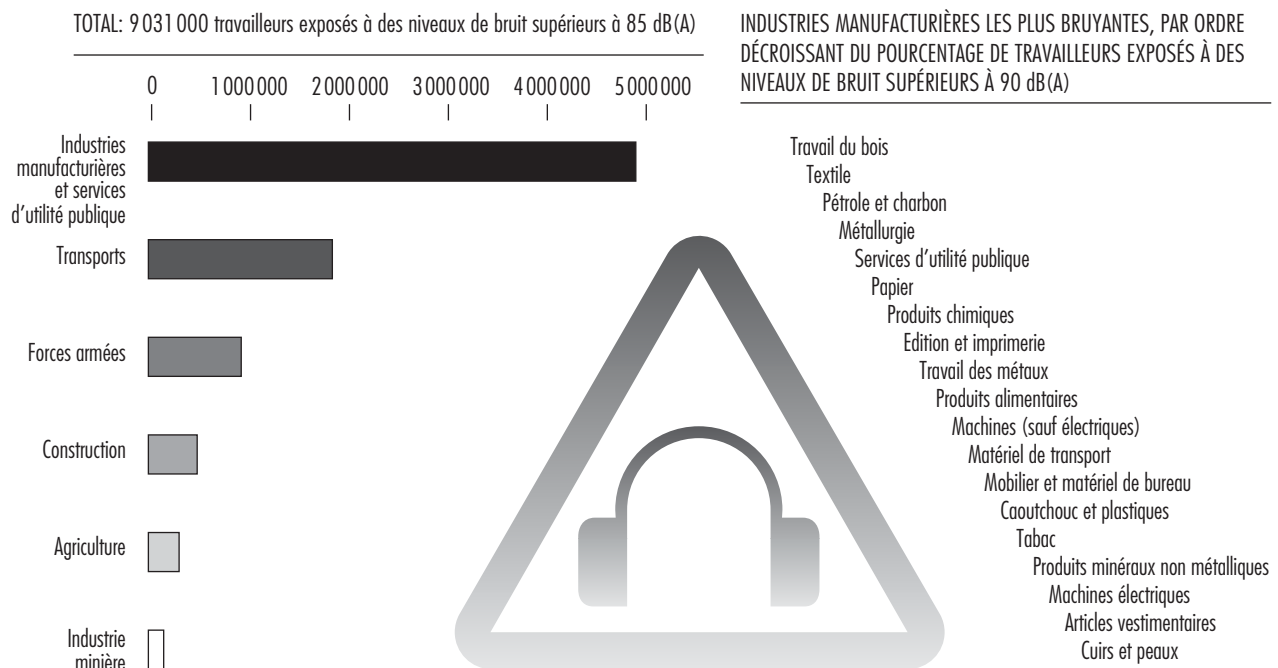 TOTAL: 9 031 000 travailleurs exposés à des niveaux de bruit supérieurs à 85 dB(A)
0 1 000 000 2 000 000 3 000 000 4 000 000 5 000 000
Industries
manufacturières
et services
d'utilité publique
Transports
Forces armées
Construction
Agriculture
Industrie
minière
INDUSTRIES MANUFACTURIÈRES LES PLUS BRUYANTES, PAR ORDRE
DÉCROISSANT DU POURCENTAGE DE TRAVAILLEURS EXPOSÉS À DES
NIVEAUX DE BRUIT SUPÉRIEURS À 90 dB(A)
Travail du bois
Textile
Pétrole et charbon
Métallurgie
Services d'utilité publique
Papier
Produits chimiques
Edition et imprimerie
Travail des métaux
Produits alimentaires
Machines (sauf électriques)
Matériel de transport
Mobilier et matériel de bureau
Caoutchouc et plastiques
Tabac
Produits minéraux non métalliques
Machines électriques
Articles vestimentaires
Cuirs et peaux